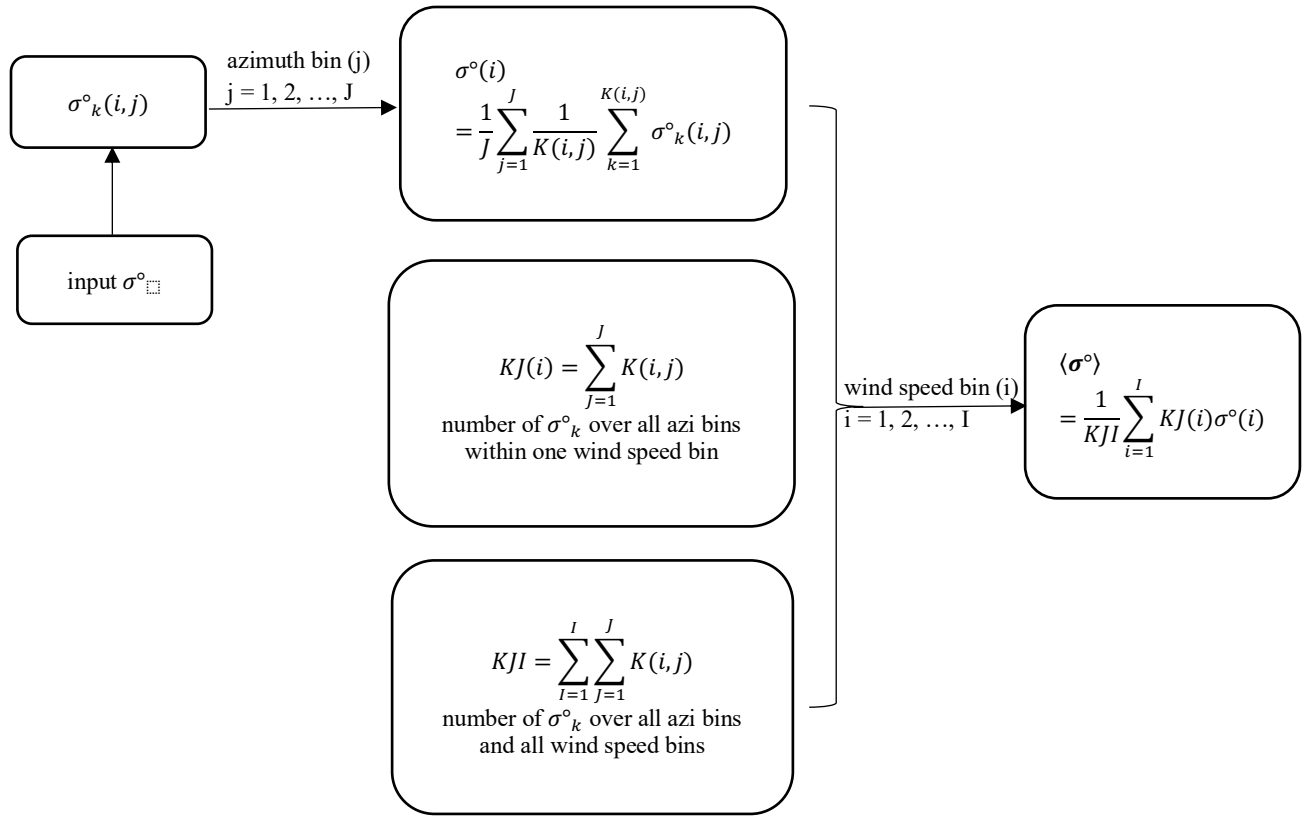 σ°ₖ(i,j)
azimuth bin (j)
j = 1, 2, …, J
input σ°⬚
σ°(i)
= 1/J ∑_{j=1}^{J} 1/K(i,j) ∑_{k=1}^{K(i,j)} σ°ₖ(i,j)
KJ(i) = ∑_{J=1}^{J} K(i,j)
number of σ°ₖ over all azi bins
within one wind speed bin
KJI = ∑_{I=1}^{I} ∑_{J=1}^{J} K(i,j)
number of σ°ₖ over all azi bins
and all wind speed bins
wind speed bin (i)
i = 1, 2, …, I
⟨σ°⟩
= 1/KJI ∑_{i=1}^{I} KJ(i)σ°(i)